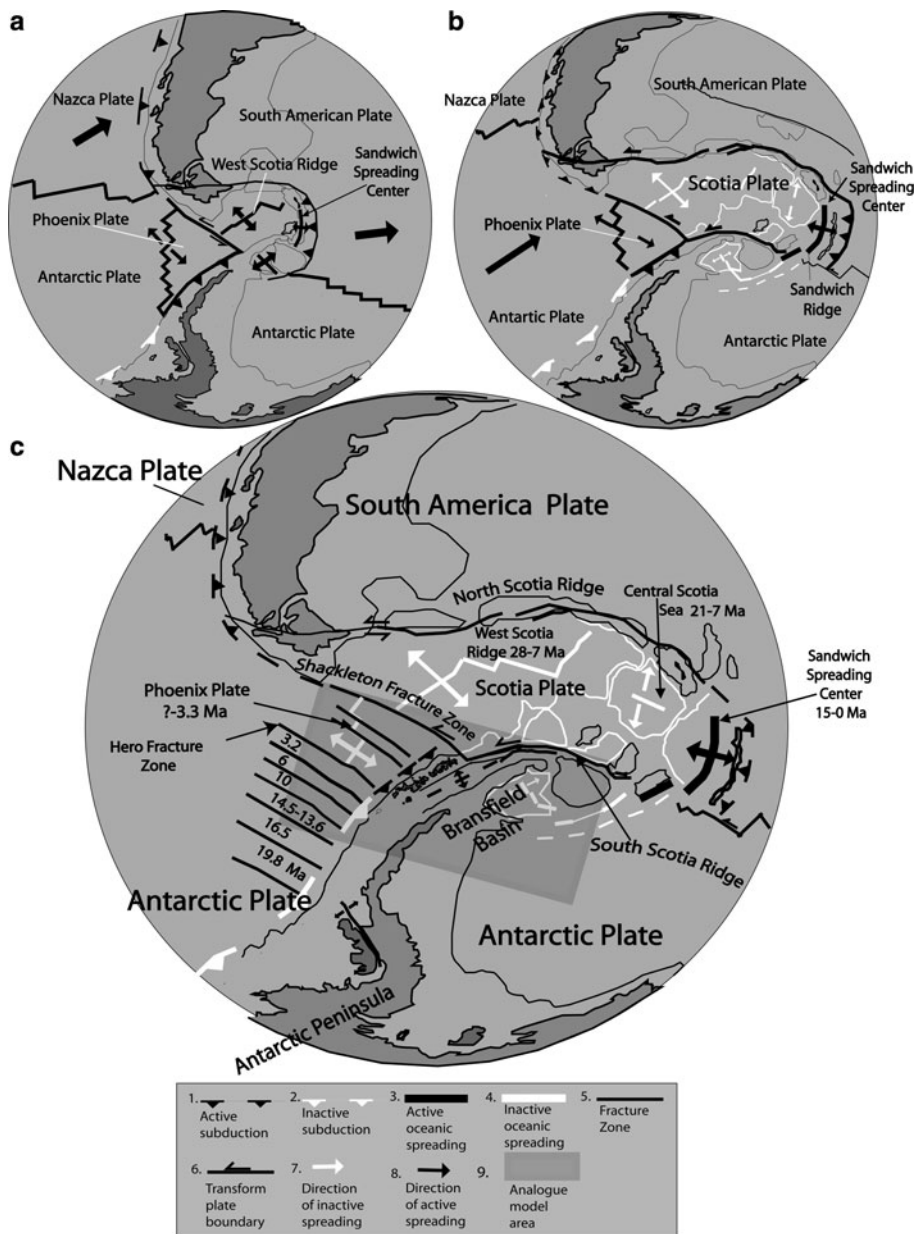 a
Nazca Plate
South American Plate
West Scotia Ridge
Sandwich
Spreading
Center
Phoenix Plate
Antarctic Plate
Antarctic Plate
b
Nazca Plate
South American Plate
Scotia Plate
Sandwich
Spreading
Center
Phoenix Plate
Antartic Plate
Sandwich
Ridge
Antarctic Plate
c
Nazca Plate
South America Plate
North Scotia Ridge
Central Scotia
Sea 21-7 Ma
West Scotia
Ridge 28-7 Ma
Scotia Plate
Sandwich
Spreading
Center
15-0 Ma
Shackleton Fracture Zone
Phoenix Plate
?-3.3 Ma
Hero Fracture
Zone
3.2
6
10
14.5-13.6
16.5
19.8 Ma
Bransfield
Basin
South Scotia Ridge
Antarctic Plate
Antarctic Plate
Antarctic Peninsula
1.
Active
subduction
2.
Inactive
subduction
3.
Active
oceanic
spreading
4.
Inactive
oceanic
spreading
5.
Fracture
Zone
6.
Transform
plate
boundary
7.
Direction
of inactive
spreading
8.
Direction
of active
spreading
9.
Analogue
model
area